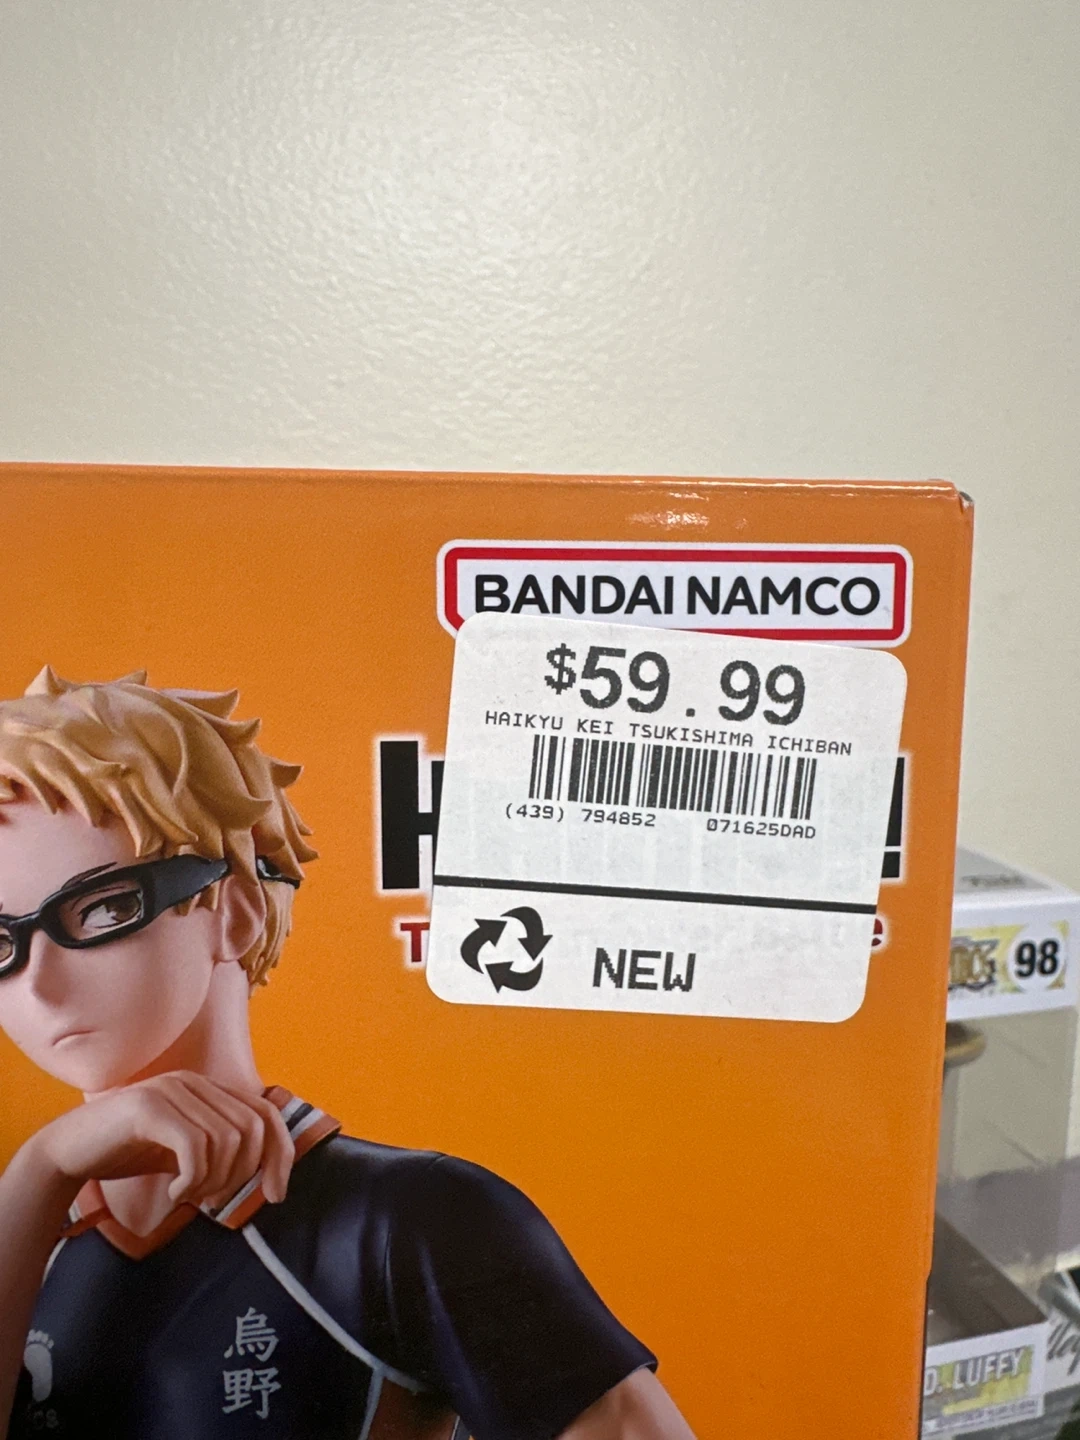 BANDAI NAMCO
$59.99
HAIKYU KEI TSUKISHIMA ICHIBAN
(439) 794852 071625DAD
NEW
98
烏野
D. LUFFY